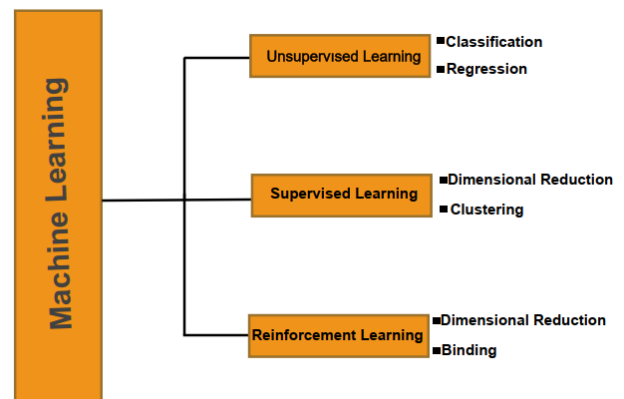 Machine Learning
Unsupervised Learning
Classification
Regression
Supervised Learning
Dimensional Reduction
Clustering
Reinforcement Learning
Dimensional Reduction
Binding